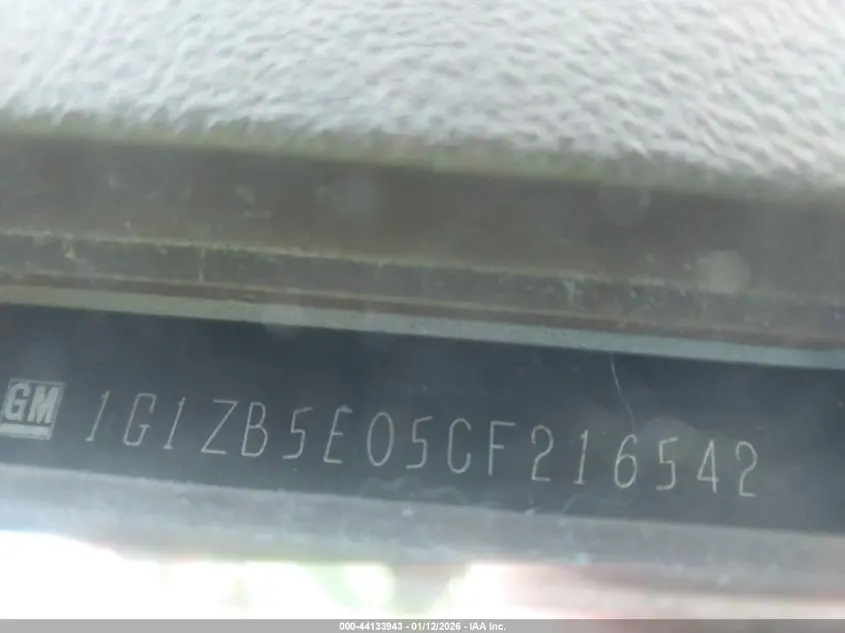 GM 1G1ZB5E05CF216542
000-44133943 - 01/12/2026 - IAA Inc.